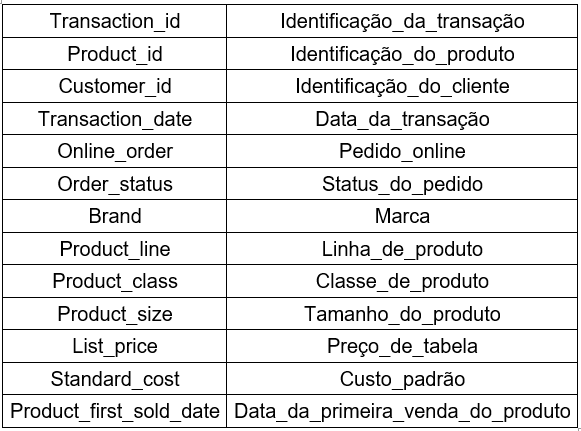 Transaction_id Identificação_da_transação
Product_id Identificação_do_produto
Customer_id Identificação_do_cliente
Transaction_date Data_da_transação
Online_order Pedido_online
Order_status Status_do_pedido
Brand Marca
Product_line Linha_de_produto
Product_class Classe_de_produto
Product_size Tamanho_do_produto
List_price Preço_de_tabela
Standard_cost Custo_padrão
Product_first_sold_date Data_da_primeira_venda_do_produto